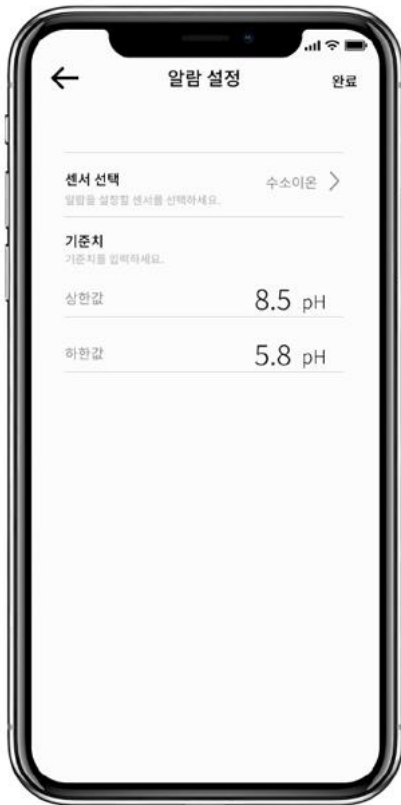 알람 설정
완료
센서 선택
수소이온
알람을 설정할 센서를 선택하세요.
기준치
기준치를 입력하세요.
상한값 8.5 pH
하한값 5.8 pH